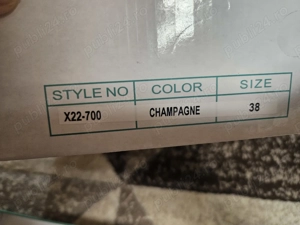 STYLE NO COLOR SIZE
X22-700 CHAMPAGNE 38